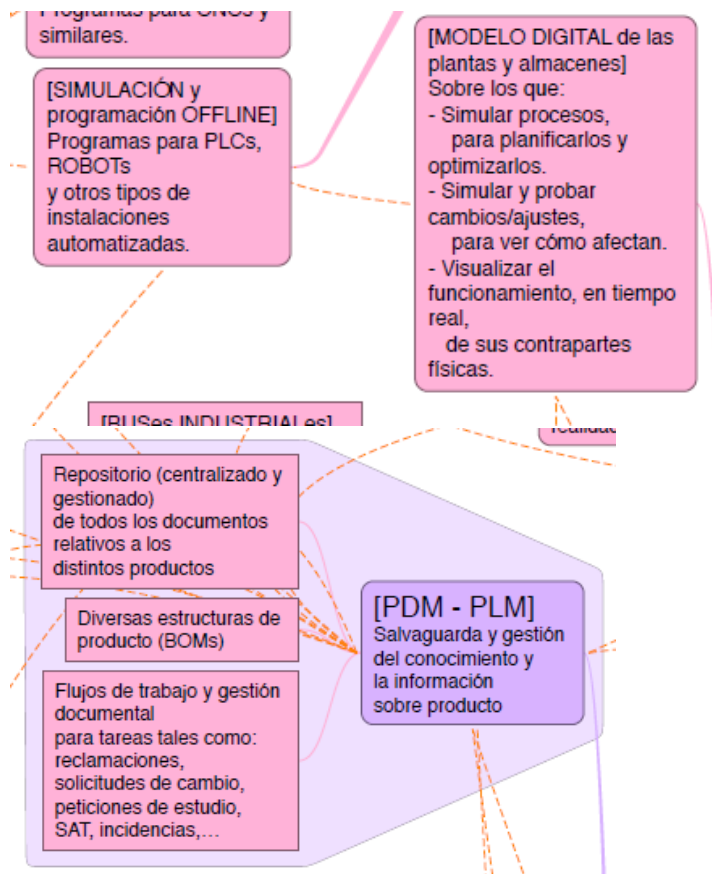 Programas para CNCs y
similares.
[SIMULACIÓN y
programación OFFLINE]
Programas para PLCs,
ROBOTs
y otros tipos de
instalaciones
automatizadas.
[MODELO DIGITAL de las
plantas y almacenes]
Sobre los que:
- Simular procesos,
para planificarlos y
optimizarlos.
- Simular y probar
cambios/ajustes,
para ver cómo afectan.
- Visualizar el
funcionamiento, en tiempo
real,
de sus contrapartes
físicas.
[BUSes INDUSTRIALes]
realidad
Repositorio (centralizado y
gestionado)
de todos los documentos
relativos a los
distintos productos
Diversas estructuras de
producto (BOMs)
Flujos de trabajo y gestión
documental
para tareas tales como:
reclamaciones,
solicitudes de cambio,
peticiones de estudio,
SAT, incidencias,...
[PDM - PLM]
Salvaguarda y gestión
del conocimiento y
la información
sobre producto